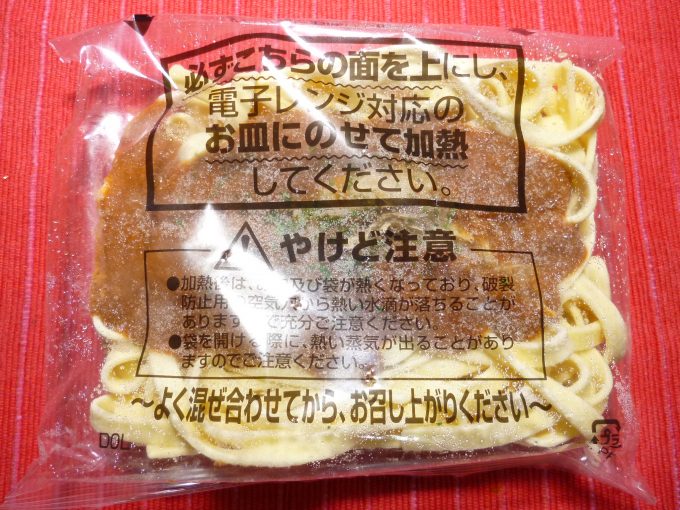 必ずこちらの面を上にし、
電子レンジ対応の
お皿にのせて加熱
してください。
やけど注意
●加熱後は、 及び袋が熱くなっており、破裂
防止用の空気 から熱い水滴が落ちることが
あります で充分ご注意ください。
●袋を開ける際に、熱い蒸気が出ることがあり
ますのでご注意ください。
〜よく混ぜ合わせてから、お召し上がりください〜
DCL
プラ